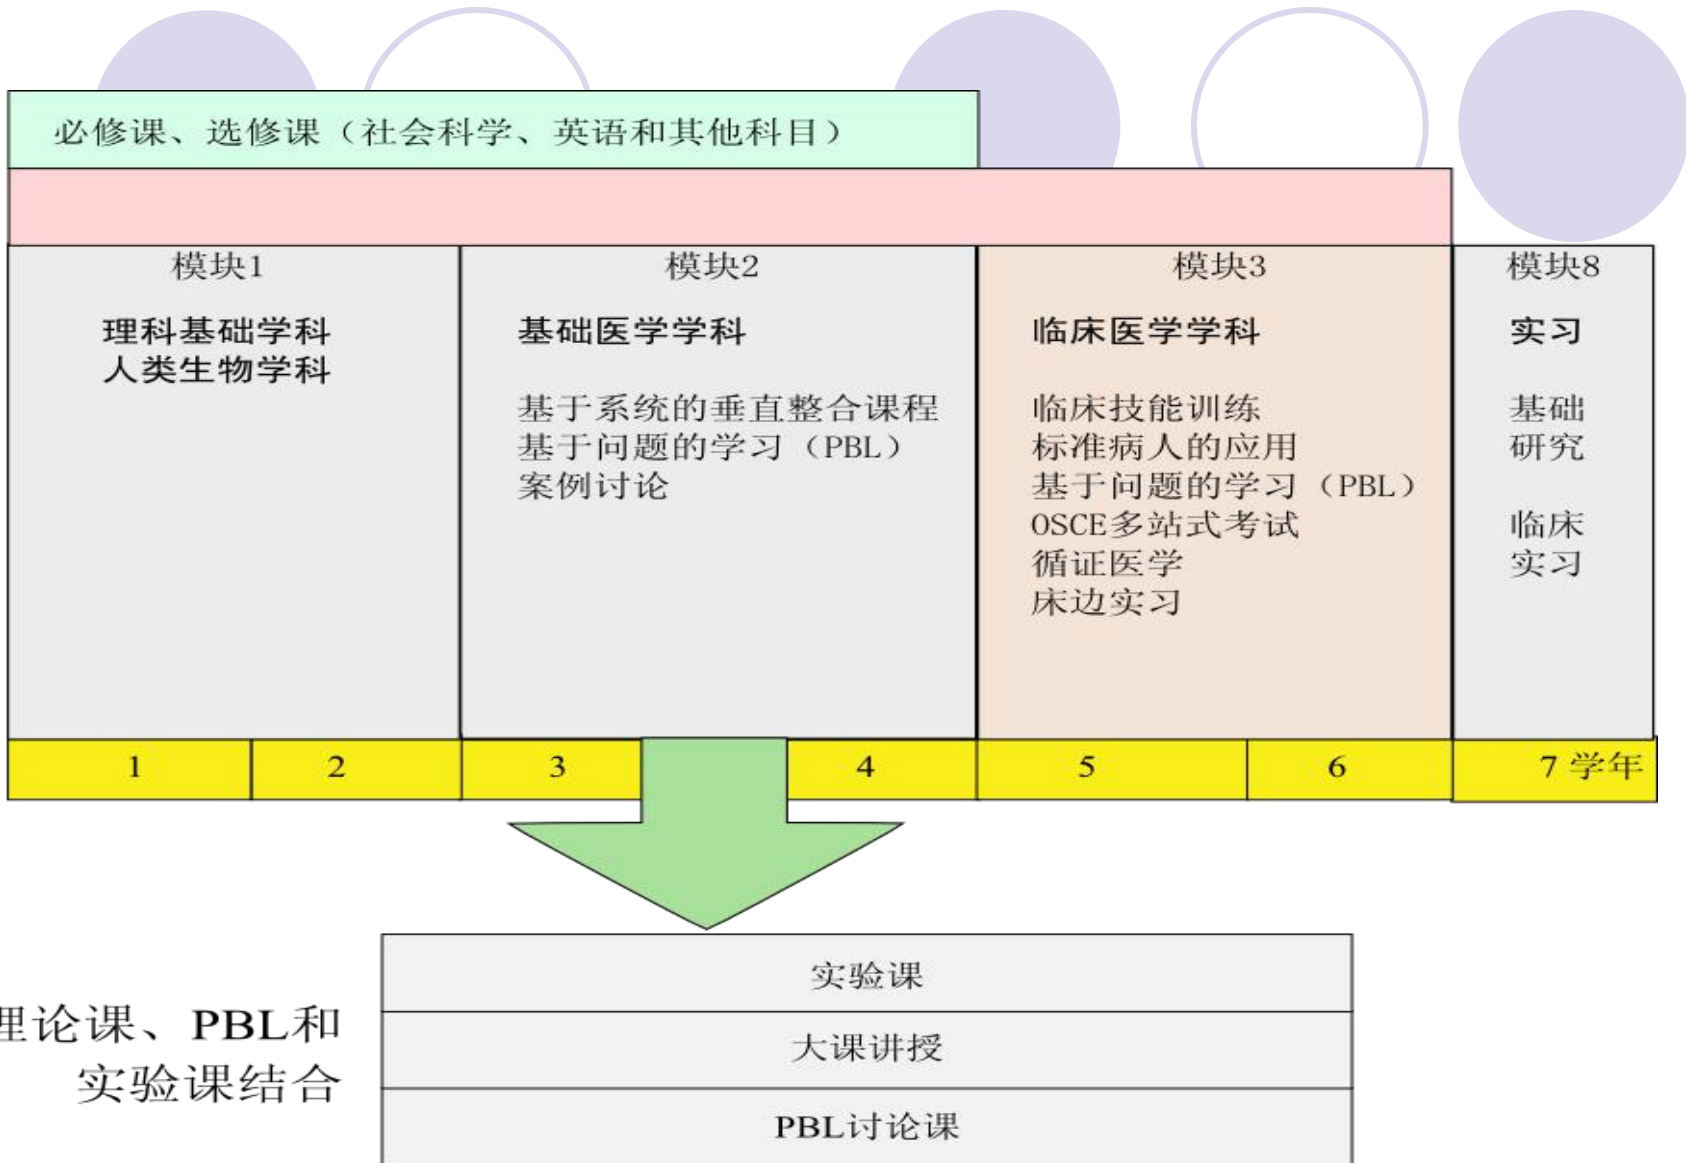 必修课、选修课（社会科学、英语和其他科目）
模块1
理科基础学科
人类生物学科
模块2
基础医学学科
基于系统的垂直整合课程
基于问题的学习（PBL）
案例讨论
模块3
临床医学学科
临床技能训练
标准病人的应用
基于问题的学习（PBL）
OSCE多站式考试
循证医学
床边实习
模块8
实习
基础
研究
临床
实习
1 2 3 4 5 6 7 学年
理论课、PBL和
实验课结合
实验课
大课讲授
PBL讨论课